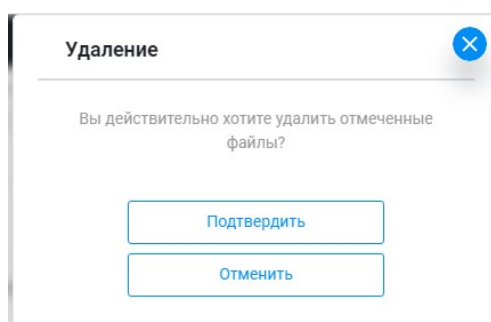 Удаление
Вы действительно хотите удалить отмеченные
файлы?
Подтвердить
Отменить